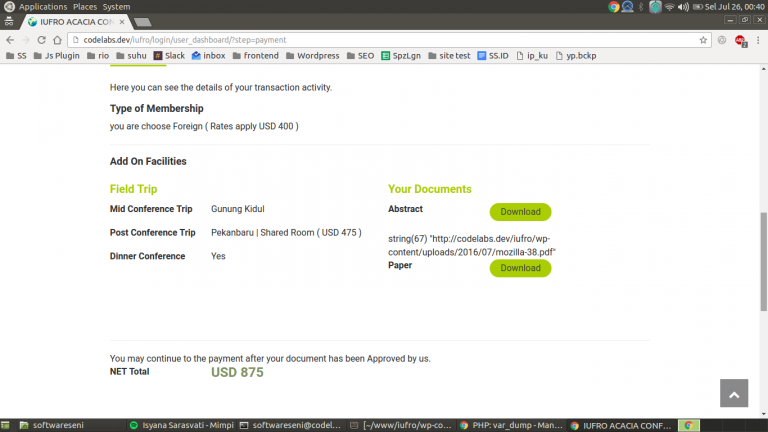 Applications Places System
Sel Jul 26, 00:40
IUFRO ACACIA CON
codelabs.dev/iufro/login/user_dashboard/?step=payment
SS Js Plugin rio suhu Slack inbox frontend Wordpress SEO SpzLgn site test SS.ID ip_ku yp.bckp
Here you can see the details of your transaction activity.
Type of Membership
you are choose Foreign ( Rates apply USD 400 )
Add On Facilities
Field Trip
Mid Conference Trip Gunung Kidul
Post Conference Trip Pekanbaru | Shared Room ( USD 475 )
Dinner Conference Yes
Your Documents
Abstract Download
string(67) "http://codelabs.dev/iufro/wp-
content/uploads/2016/07/mozilla-38.pdf"
Paper Download
You may continue to the payment after your document has been Approved by us.
NET Total USD 875
softwareseni Isyana Sarasvati - Mimpi softwareseni@codel... [~/www/iufro/wp-co... PHP: var_dump - Man... IUFRO ACACIA CONF...